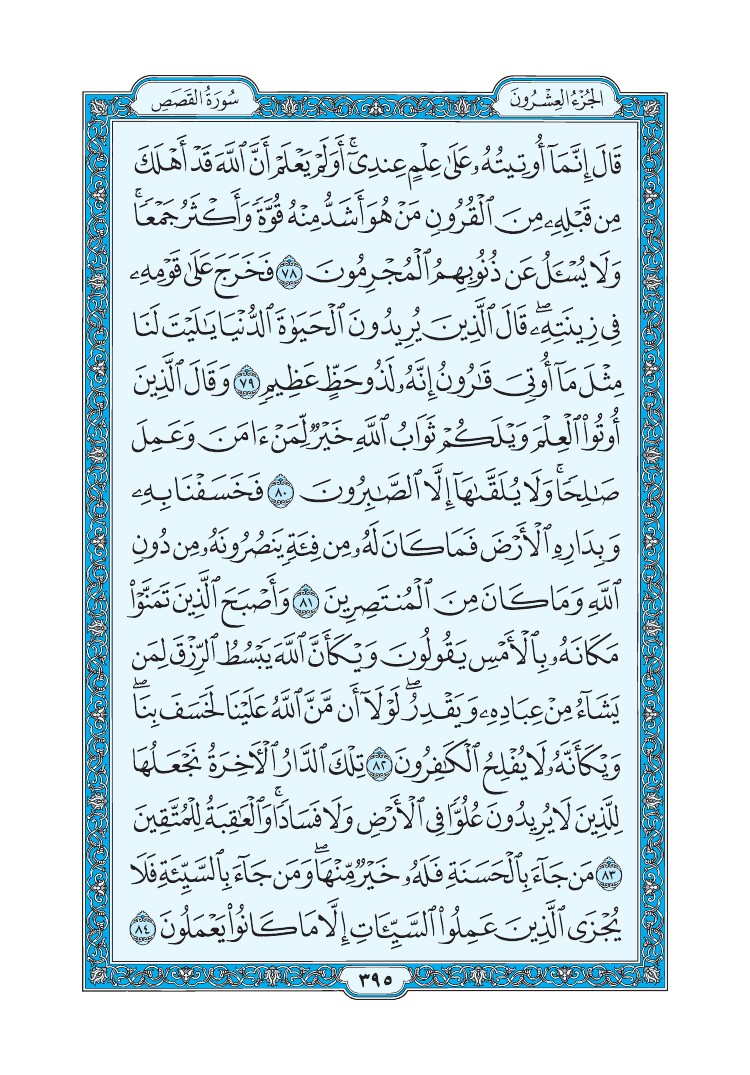 الجُزْءُ العِشْرُونَ
سُورَةُ القَصَصِ
قَالَ إِنَّمَآ أُوتِيتُهُۥ عَلَىٰ عِلْمٍ عِندِىٓۚ أَوَلَمْ يَعْلَمْ أَنَّ ٱللَّهَ قَدْ أَهْلَكَ
مِن قَبْلِهِۦ مِنَ ٱلْقُرُونِ مَنْ هُوَ أَشَدُّ مِنْهُ قُوَّةً وَأَكْثَرُ جَمْعًاۚ
وَلَا يُسْـَٔلُ عَن ذُنُوبِهِمُ ٱلْمُجْرِمُونَ ٧٨ فَخَرَجَ عَلَىٰ قَوْمِهِۦ
فِى زِينَتِهِۦۖ قَالَ ٱلَّذِينَ يُرِيدُونَ ٱلْحَيَوٰةَ ٱلدُّنْيَا يَٰلَيْتَ لَنَا
مِثْلَ مَآ أُوتِىَ قَٰرُونُ إِنَّهُۥ لَذُو حَظٍّ عَظِيمٍ ٧٩ وَقَالَ ٱلَّذِينَ
أُوتُوا۟ ٱلْعِلْمَ وَيْلَكُمْ ثَوَابُ ٱللَّهِ خَيْرٌ لِّمَنْ ءَامَنَ وَعَمِلَ
صَٰلِحًاۚ وَلَا يُلَقَّىٰهَآ إِلَّا ٱلصَّٰبِرُونَ ٨٠ فَخَسَفْنَا بِهِۦ
وَبِدَارِهِ ٱلْأَرْضَ فَمَا كَانَ لَهُۥ مِن فِئَةٍ يَنصُرُونَهُۥ مِن دُونِ
ٱللَّهِ وَمَا كَانَ مِنَ ٱلْمُنتَصِرِينَ ٨١ وَأَصْبَحَ ٱلَّذِينَ تَمَنَّوْا۟
مَكَانَهُۥ بِٱلْأَمْسِ يَقُولُونَ وَيْكَأَنَّ ٱللَّهَ يَبْسُطُ ٱلرِّزْقَ لِمَن
يَشَآءُ مِنْ عِبَادِهِۦ وَيَقْدِرُۖ لَوْلَآ أَن مَّنَّ ٱللَّهُ عَلَيْنَا لَخَسَفَ بِنَاۖ
وَيْكَأَنَّهُۥ لَا يُفْلِحُ ٱلْكَٰفِرُونَ ٨٢ تِلْكَ ٱلدَّارُ ٱلْـَٔاخِرَةُ نَجْعَلُهَا
لِلَّذِينَ لَا يُرِيدُونَ عُلُوًّا فِى ٱلْأَرْضِ وَلَا فَسَادًاۚ وَٱلْعَٰقِبَةُ لِلْمُتَّقِينَ
٨٣ مَن جَآءَ بِٱلْحَسَنَةِ فَلَهُۥ خَيْرٌ مِّنْهَاۖ وَمَن جَآءَ بِٱلسَّيِّئَةِ فَلَا
يُجْزَى ٱلَّذِينَ عَمِلُوا۟ ٱلسَّيِّـَٔاتِ إِلَّا مَا كَانُوا۟ يَعْمَلُونَ ٨٤
٣٩٥